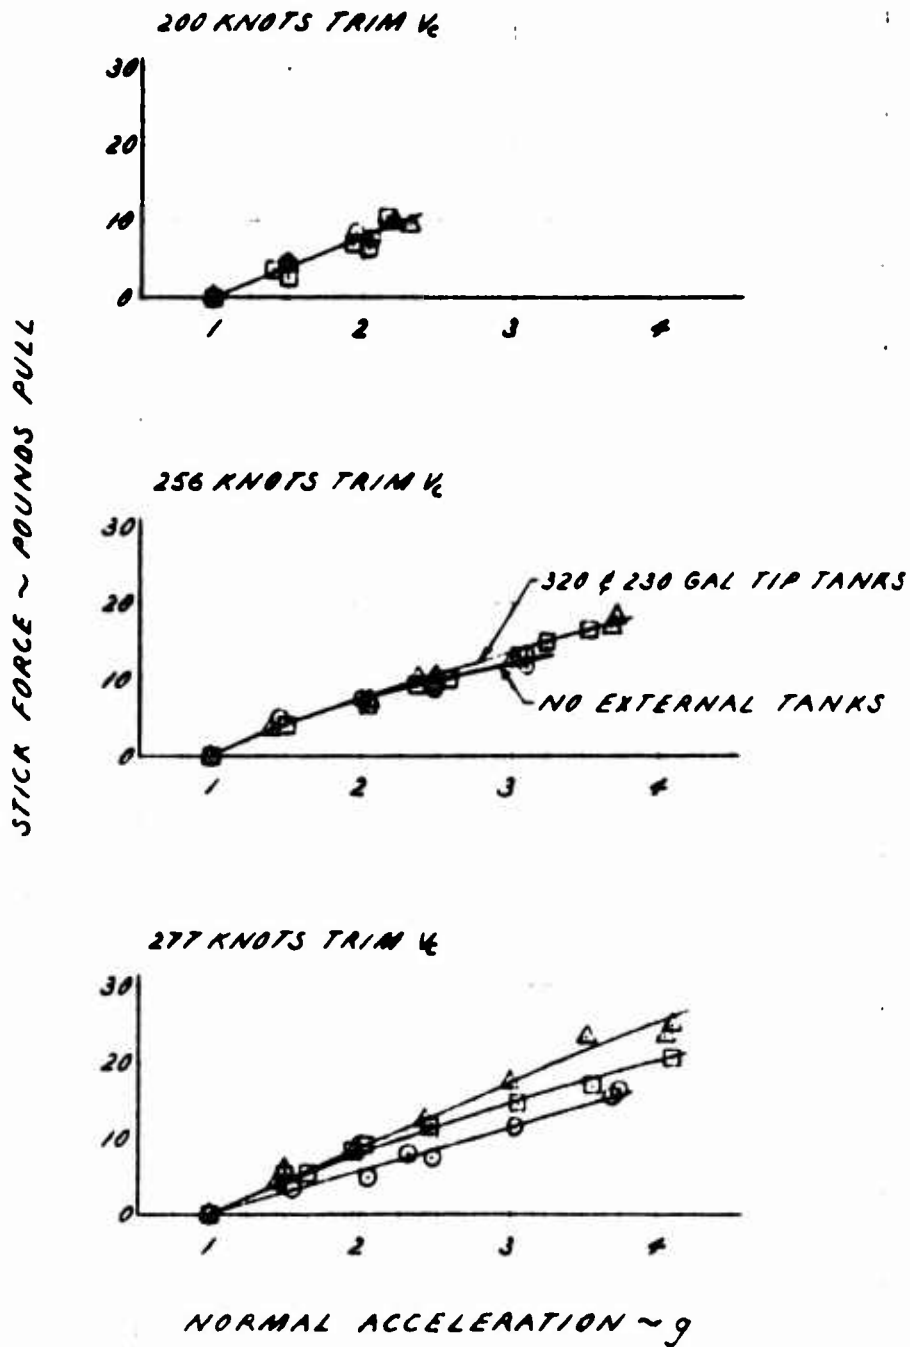 200 KNOTS TRIM Vc
30
20
10
0
1 2 3 4
STICK FORCE ~ POUNDS PULL
256 KNOTS TRIM Vc
30
20
10
0
320 & 230 GAL TIP TANKS
NO EXTERNAL TANKS
1 2 3 4
277 KNOTS TRIM Vc
30
20
10
0
1 2 3 4
NORMAL ACCELERATION ~ g